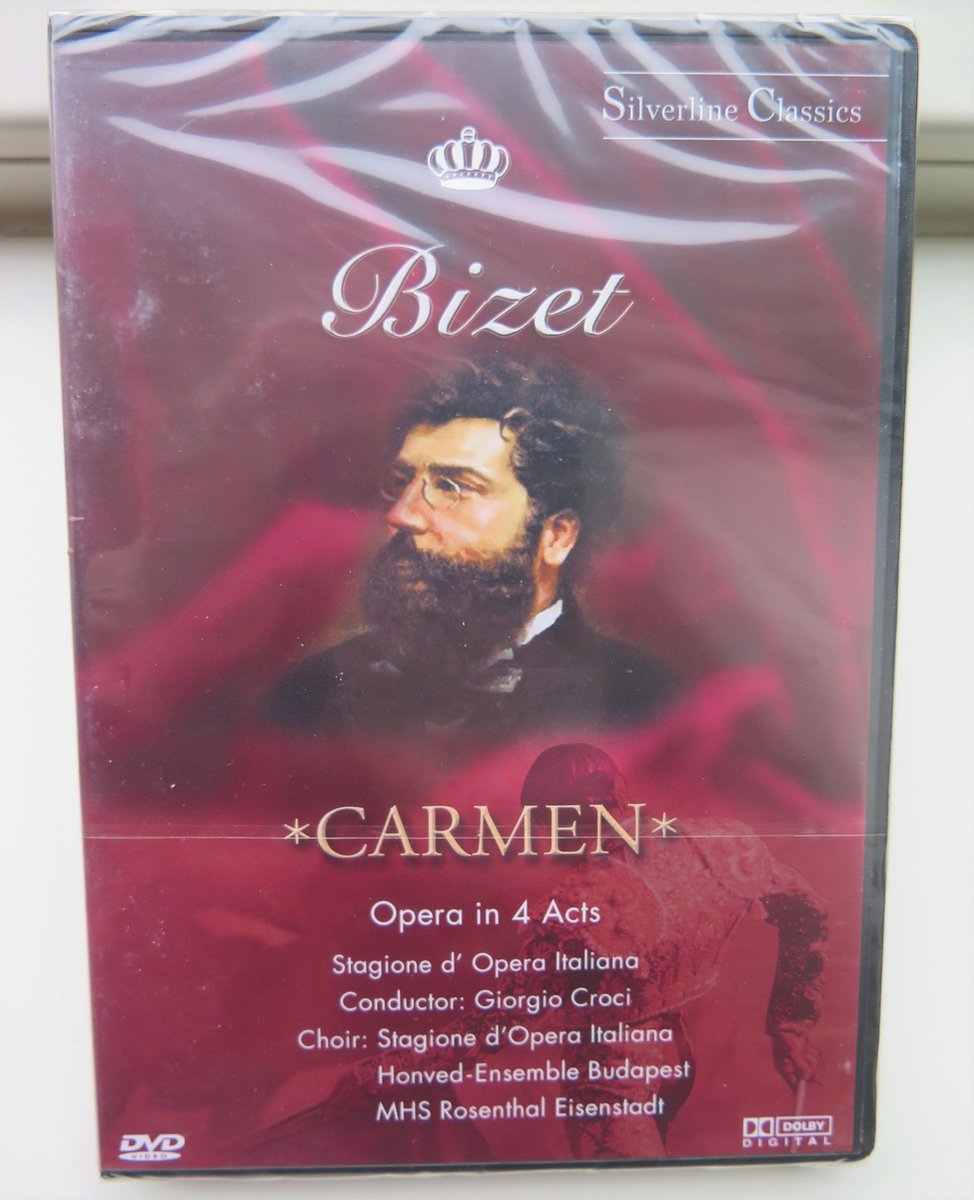 Silverline Classics
Bizet
*CARMEN*
Opera in 4 Acts
Stagione d' Opera Italiana
Conductor: Giorgio Croci
Choir: Stagione d'Opera Italiana
Honved-Ensemble Budapest
MHS Rosenthal Eisenstadt
DVD
VIDEO
DOLBY
DIGITAL